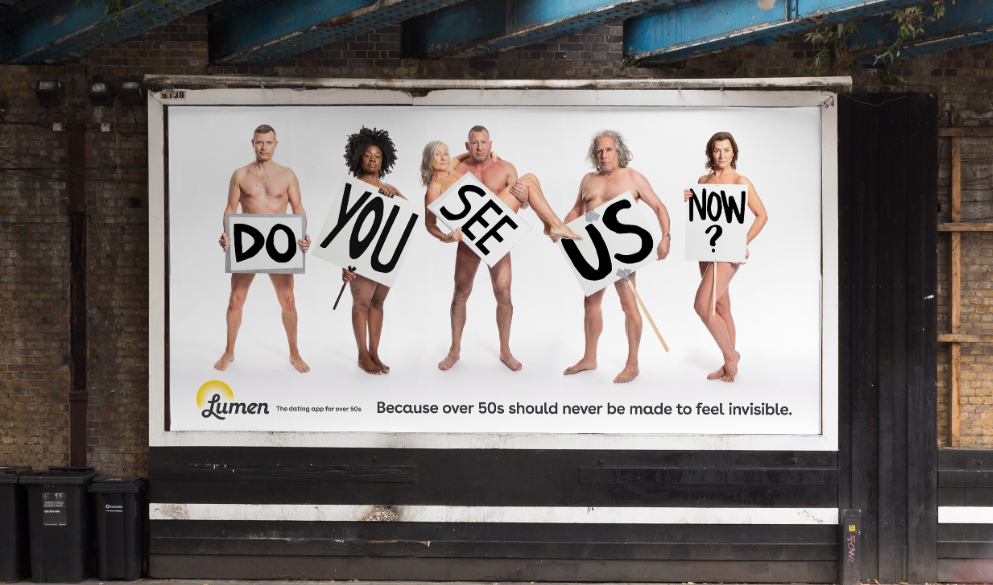 6138
DO
YOU
SEE
US
NOW
?
Lumen
The dating app for over 50s
Because over 50s should never be made to feel invisible.